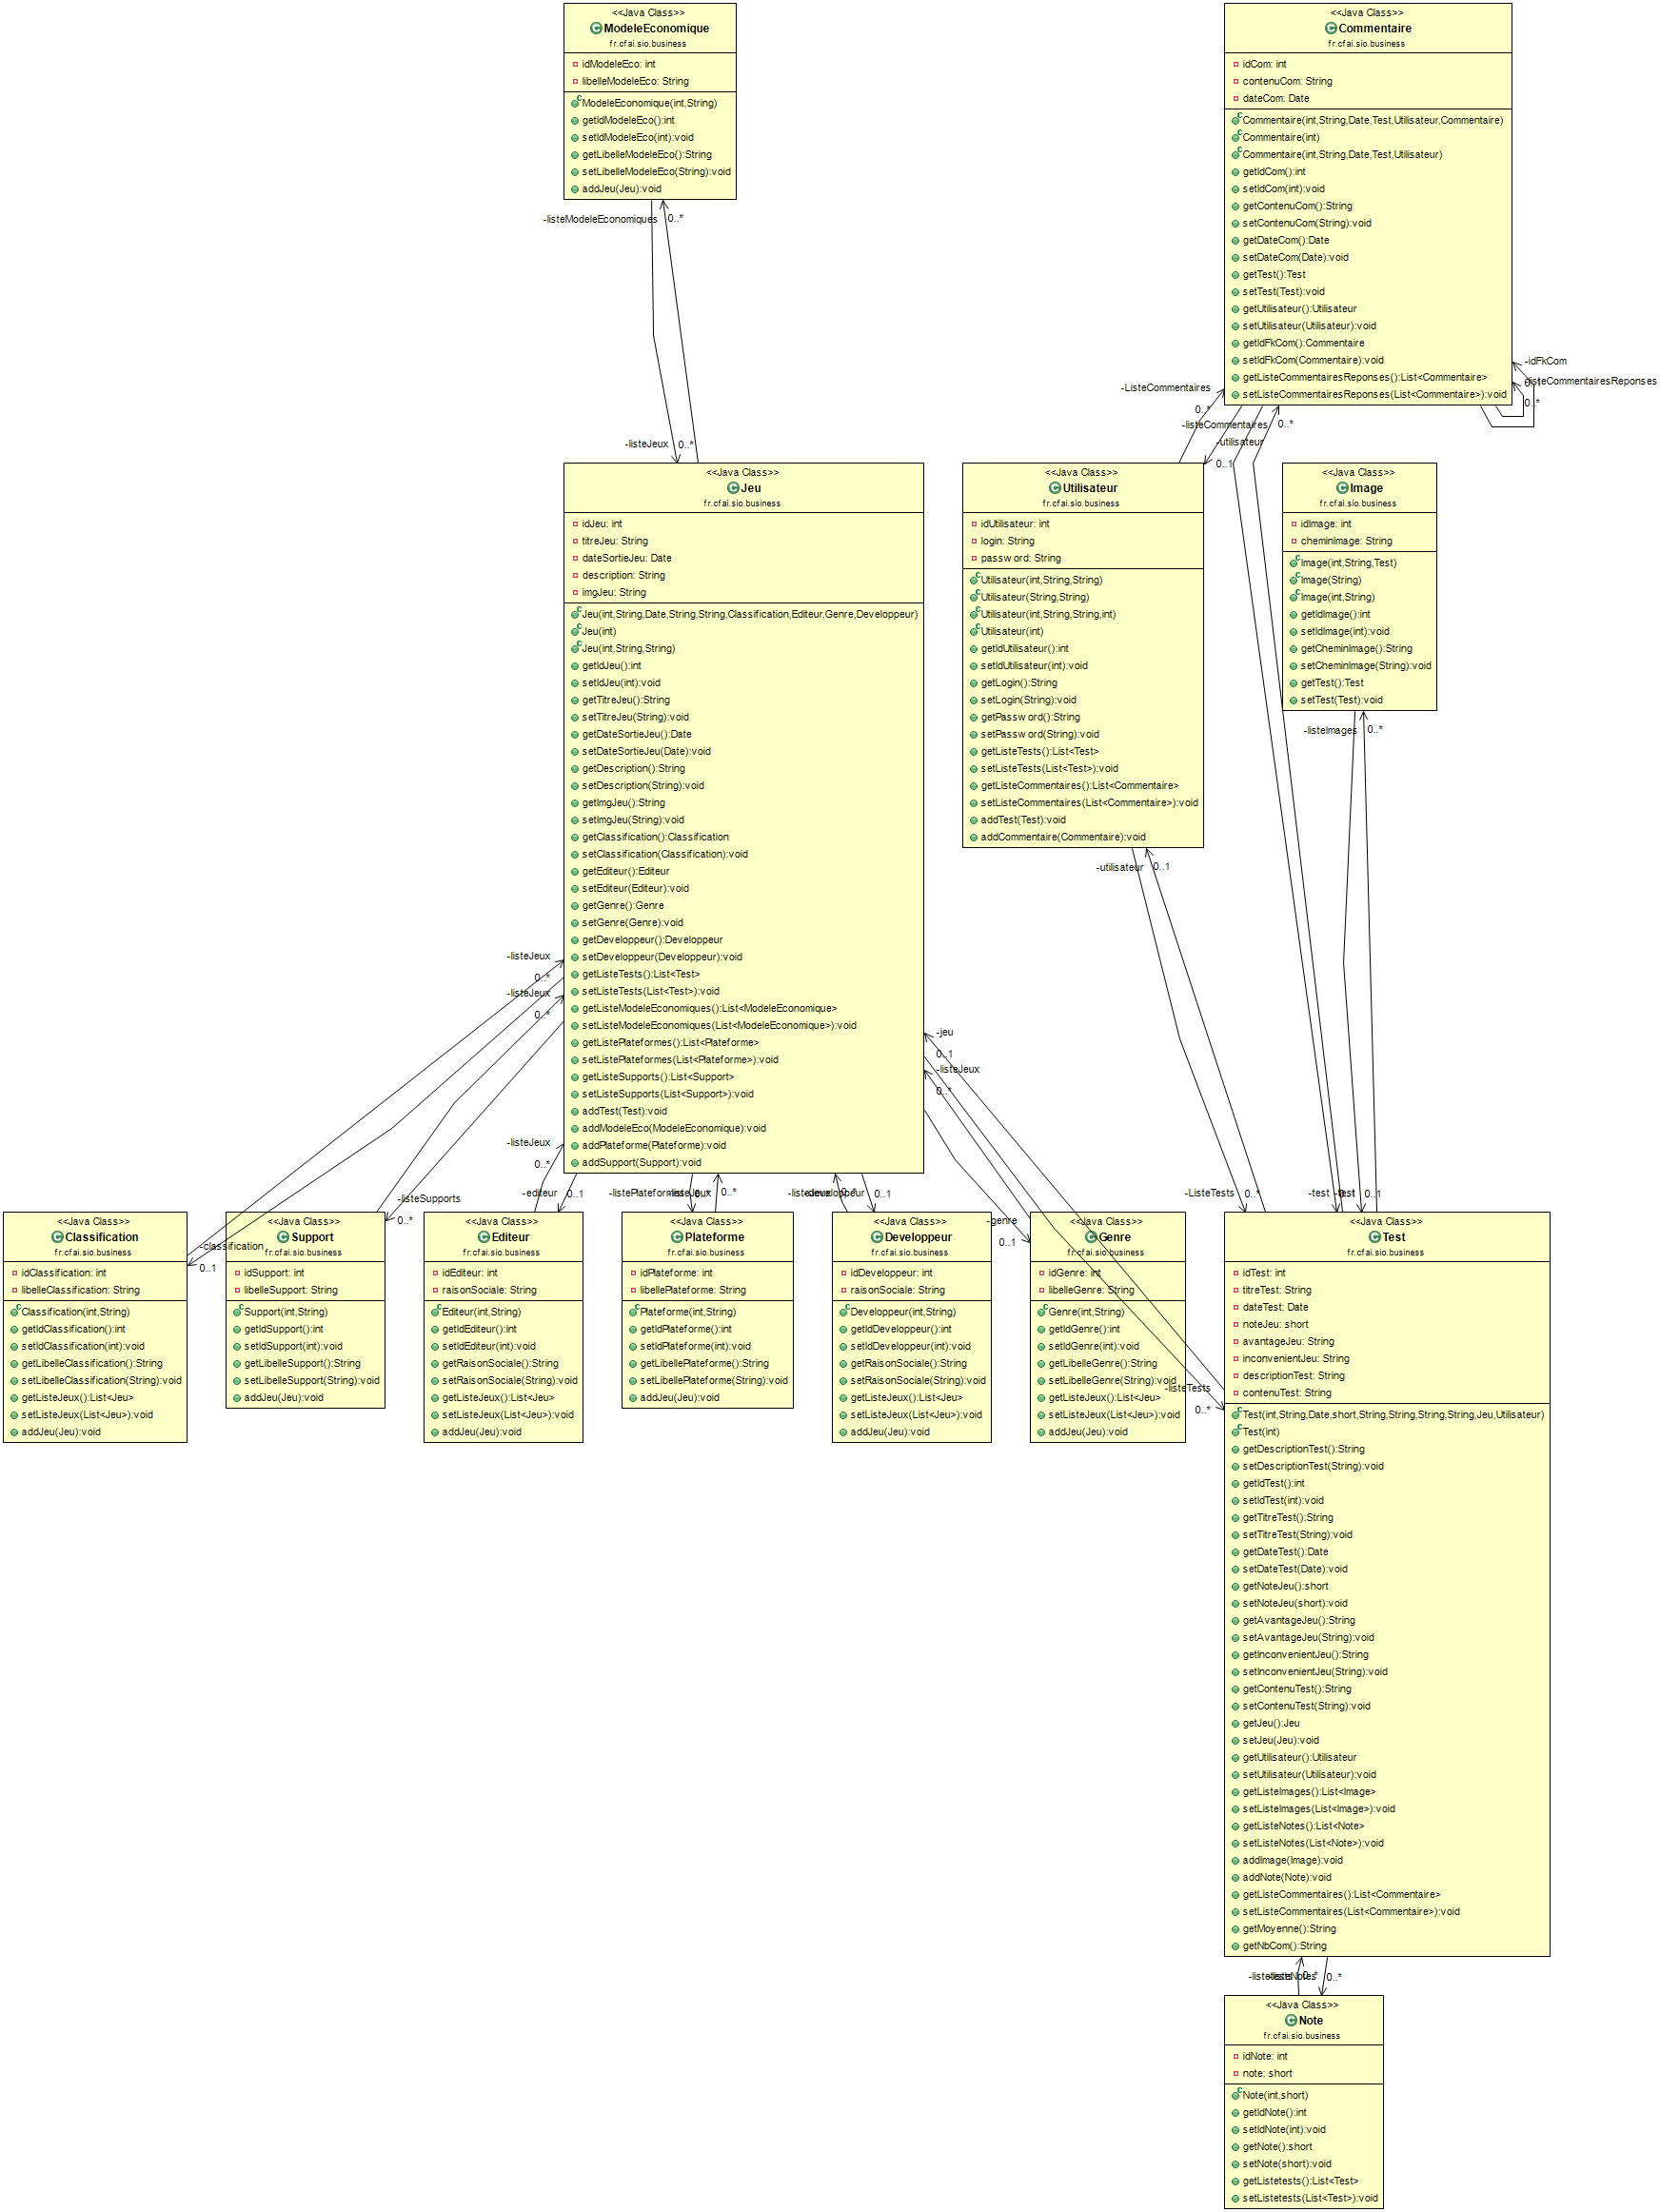 <<Java Class>>
ModeleEconomique
fr.cfai.sio.business
idModeleEco: int
libelleModeleEco: String
ModeleEconomique(int,String)
getIdModeleEco():int
setIdModeleEco(int):void
getLibelleModeleEco():String
setLibelleModeleEco(String):void
addJeu(Jeu):void
<<Java Class>>
Commentaire
fr.cfai.sio.business
idCom: int
contenuCom: String
dateCom: Date
Commentaire(int,String,Date,Test,Utilisateur,Commentaire)
Commentaire(int)
Commentaire(int,String,Date,Test,Utilisateur)
getIdCom():int
setIdCom(int):void
getContenuCom():String
setContenuCom(String):void
getDateCom():Date
setDateCom(Date):void
getTest():Test
setTest(Test):void
getUtilisateur():Utilisateur
setUtilisateur(Utilisateur):void
getIdFkCom():Commentaire
setIdFkCom(Commentaire):void
getListeCommentairesReponses():List<Commentaire>
setListeCommentairesReponses(List<Commentaire>):void
-listeModeleEconomiques
0..*
-idFkCom
0..1
-listeCommentairesReponses
0..*
-ListeCommentaires
0..*
-listeCommentaires
0..*
-utilisateur
0..1
-listeJeux
0..*
<<Java Class>>
Jeu
fr.cfai.sio.business
idJeu: int
titreJeu: String
dateSortieJeu: Date
description: String
imgJeu: String
Jeu(int,String,Date,String,String,Classification,Editeur,Genre,Developpeur)
Jeu(int)
Jeu(int,String,String)
getIdJeu():int
setIdJeu(int):void
getTitreJeu():String
setTitreJeu(String):void
getDateSortieJeu():Date
setDateSortieJeu(Date):void
getDescription():String
setDescription(String):void
getImgJeu():String
setImgJeu(String):void
getClassification():Classification
setClassification(Classification):void
getEditeur():Editeur
setEditeur(Editeur):void
getGenre():Genre
setGenre(Genre):void
getDeveloppeur():Developpeur
setDeveloppeur(Developpeur):void
getListeTests():List<Test>
setListeTests(List<Test>):void
getListeModeleEconomiques():List<ModeleEconomique>
setListeModeleEconomiques(List<ModeleEconomique>):void
getListePlateformes():List<Plateforme>
setListePlateformes(List<Plateforme>):void
getListeSupports():List<Support>
setListeSupports(List<Support>):void
addTest(Test):void
addModeleEco(ModeleEconomique):void
addPlateforme(Plateforme):void
addSupport(Support):void
<<Java Class>>
Utilisateur
fr.cfai.sio.business
idUtilisateur: int
login: String
password: String
Utilisateur(int,String,String)
Utilisateur(String,String)
Utilisateur(int,String,String,int)
Utilisateur(int)
getIdUtilisateur():int
setIdUtilisateur(int):void
getLogin():String
setLogin(String):void
getPassword():String
setPassword(String):void
getListeTests():List<Test>
setListeTests(List<Test>):void
getListeCommentaires():List<Commentaire>
setListeCommentaires(List<Commentaire>):void
addTest(Test):void
addCommentaire(Commentaire):void
<<Java Class>>
Image
fr.cfai.sio.business
idImage: int
cheminImage: String
Image(int,String,Test)
Image(String)
Image(int,String)
getIdImage():int
setIdImage(int):void
getCheminImage():String
setCheminImage(String):void
getTest():Test
setTest(Test):void
-listeImages
0..*
-utilisateur
0..1
-listeJeux
0..*
-listeJeux
0..*
-jeu
0..1
-listeJeux
0..*
-listeJeux
0..*
-listeSupports
0..*
-editeur
0..1
-listePlateformes
0..*
-listeJeux
0..*
-listeJeux
0..*
-developpeur
0..1
-genre
0..1
-ListeTests
0..*
-test
0..1
-test
0..1
-classification
0..1
<<Java Class>>
Classification
fr.cfai.sio.business
idClassification: int
libelleClassification: String
Classification(int,String)
getIdClassification():int
setIdClassification(int):void
getLibelleClassification():String
setLibelleClassification(String):void
getListeJeux():List<Jeu>
setListeJeux(List<Jeu>):void
addJeu(Jeu):void
<<Java Class>>
Support
fr.cfai.sio.business
idSupport: int
libelleSupport: String
Support(int,String)
getIdSupport():int
setIdSupport(int):void
getLibelleSupport():String
setLibelleSupport(String):void
addJeu(Jeu):void
<<Java Class>>
Editeur
fr.cfai.sio.business
idEditeur: int
raisonSociale: String
Editeur(int,String)
getIdEditeur():int
setIdEditeur(int):void
getRaisonSociale():String
setRaisonSociale(String):void
getListeJeux():List<Jeu>
setListeJeux(List<Jeu>):void
addJeu(Jeu):void
<<Java Class>>
Plateforme
fr.cfai.sio.business
idPlateforme: int
libellePlateforme: String
Plateforme(int,String)
getIdPlateforme():int
setIdPlateforme(int):void
getLibellePlateforme():String
setLibellePlateforme(String):void
addJeu(Jeu):void
<<Java Class>>
Developpeur
fr.cfai.sio.business
idDeveloppeur: int
raisonSociale: String
Developpeur(int,String)
getIdDeveloppeur():int
setIdDeveloppeur(int):void
getRaisonSociale():String
setRaisonSociale(String):void
getListeJeux():List<Jeu>
setListeJeux(List<Jeu>):void
addJeu(Jeu):void
<<Java Class>>
Genre
fr.cfai.sio.business
idGenre: int
libelleGenre: String
Genre(int,String)
getIdGenre():int
setIdGenre(int):void
getLibelleGenre():String
setLibelleGenre(String):void
getListeJeux():List<Jeu>
setListeJeux(List<Jeu>):void
addJeu(Jeu):void
-listeTests
0..*
<<Java Class>>
Test
fr.cfai.sio.business
idTest: int
titreTest: String
dateTest: Date
noteJeu: short
avantageJeu: String
inconvenientJeu: String
descriptionTest: String
contenuTest: String
Test(int,String,Date,short,String,String,String,String,Jeu,Utilisateur)
Test(int)
getDescriptionTest():String
setDescriptionTest(String):void
getIdTest():int
setIdTest(int):void
getTitreTest():String
setTitreTest(String):void
getDateTest():Date
setDateTest(Date):void
getNoteJeu():short
setNoteJeu(short):void
getAvantageJeu():String
setAvantageJeu(String):void
getInconvenientJeu():String
setInconvenientJeu(String):void
getContenuTest():String
setContenuTest(String):void
getJeu():Jeu
setJeu(Jeu):void
getUtilisateur():Utilisateur
setUtilisateur(Utilisateur):void
getListeImages():List<Image>
setListeImages(List<Image>):void
getListeNotes():List<Note>
setListeNotes(List<Note>):void
addImage(Image):void
addNote(Note):void
getListeCommentaires():List<Commentaire>
setListeCommentaires(List<Commentaire>):void
getMoyenne():String
getNbCom():String
-listetests
0..*
-listeNotes
0..*
<<Java Class>>
Note
fr.cfai.sio.business
idNote: int
note: short
Note(int,short)
getIdNote():int
setIdNote(int):void
getNote():short
setNote(short):void
getListetests():List<Test>
setListetests(List<Test>):void